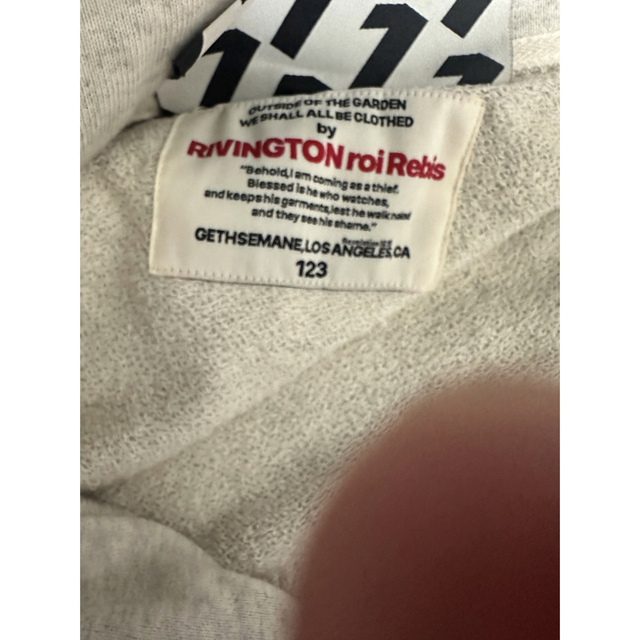 OUTSIDE OF THE GARDEN
WE SHALL ALL BE CLOTHED
by
RIVINGTON roi Rebis
"Behold, I am coming as a thief.
Blessed is he who watches,
and keeps his garments, lest he walk naked
and they see his shame."
GETHSEMANE, LOS ANGELES, CA
123